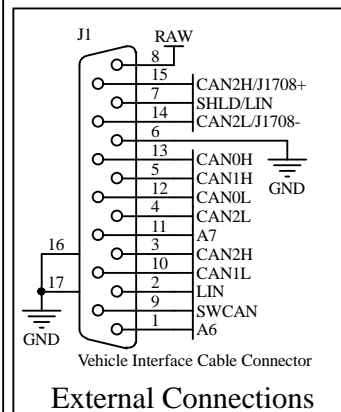 J1
RAW
8
15 CAN2H/J1708+
7 SHLD/LIN
14 CAN2L/J1708-
6
13 CAN0H
GND
5 CAN1H
12 CAN0L
4 CAN2L
11 A7
16
3 CAN2H
10 CAN1L
17
2 LIN
9 SWCAN
GND
1 A6
Vehicle Interface Cable Connector
External Connections